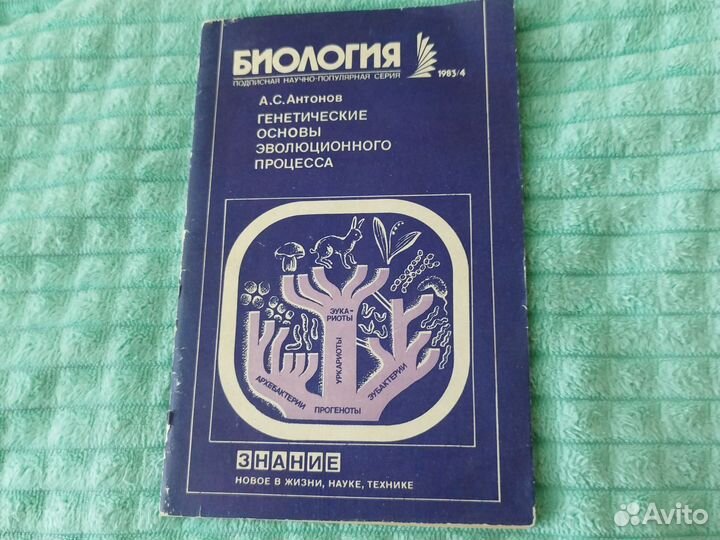 БИОЛОГИЯ
ПОДПИСНАЯ НАУЧНО-ПОПУЛЯРНАЯ СЕРИЯ
1983/4
А.С.Антонов
ГЕНЕТИЧЕСКИЕ
ОСНОВЫ
ЭВОЛЮЦИОННОГО
ПРОЦЕССА
ЭУКА-
РИОТЫ
УРКАРИОТЫ
АРХЕБАКТЕРИИ
ПРОГЕНОТЫ
ЭУБАКТЕРИИ
ЗНАНИЕ
НОВОЕ В ЖИЗНИ, НАУКЕ, ТЕХНИКЕ
Avito